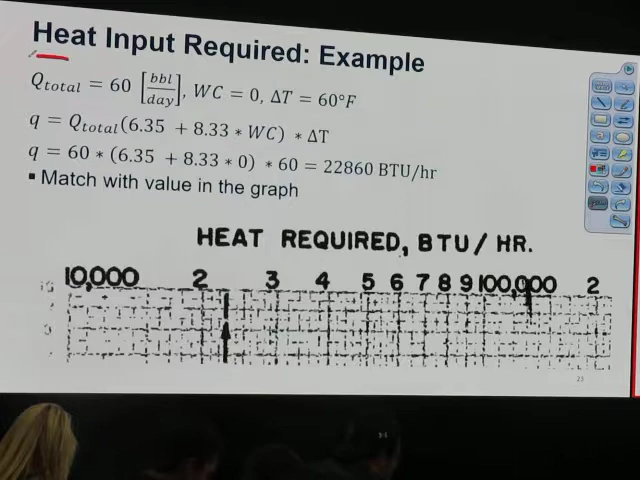 Heat Input Required: Example
Q_total = 60 [bbl/day], WC = 0, ΔT = 60°F
q = Q_total(6.35 + 8.33 * WC) * ΔT
q = 60 * (6.35 + 8.33 * 0) * 60 = 22860 BTU/hr
▪ Match with value in the graph
HEAT REQUIRED, BTU/HR.
10,000 2 3 4 5 6 7 8 9 100,000 2
23